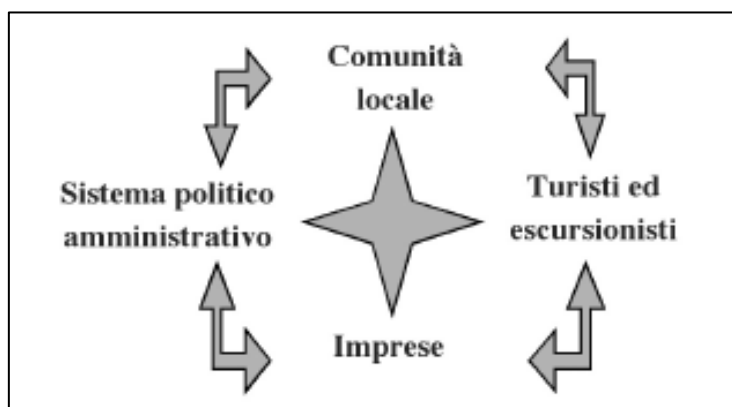 Comunità
locale
Sistema politico
amministrativo
Turisti ed
escursionisti
Imprese